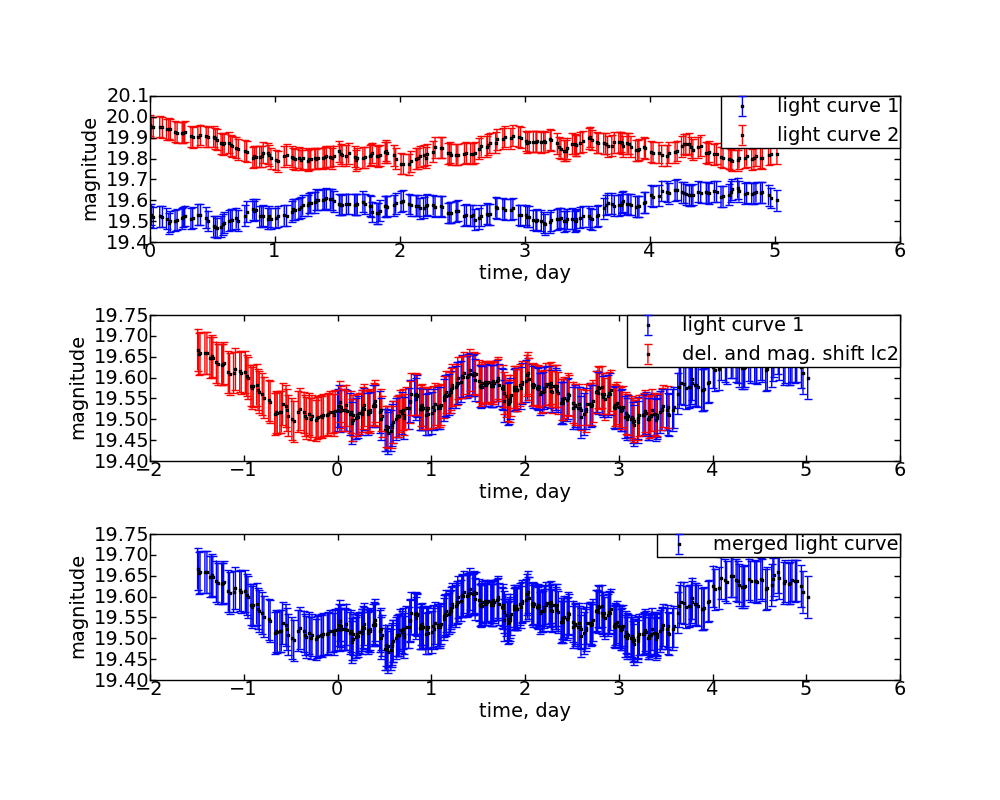 20.1
20.0
19.9
19.8
19.7
19.6
19.5
19.4
magnitude
light curve 1
light curve 2
0 1 2 3 4 5 6
time, day
19.75
19.70
19.65
19.60
19.55
19.50
19.45
19.40
magnitude
light curve 1
del. and mag. shift lc2
−2 −1 0 1 2 3 4 5 6
time, day
19.75
19.70
19.65
19.60
19.55
19.50
19.45
19.40
magnitude
merged light curve
−2 −1 0 1 2 3 4 5 6
time, day